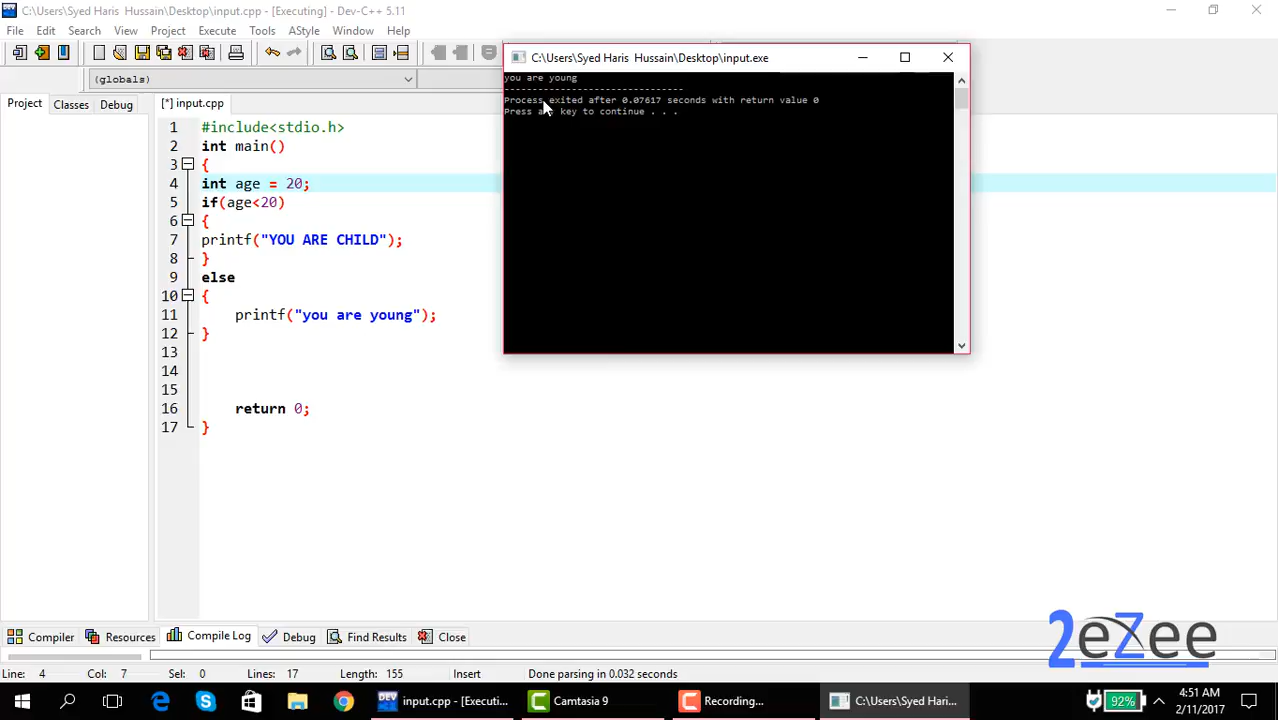 C:\Users\Syed Haris Hussain\Desktop\input.cpp - [Executing] - Dev-C++ 5.11
File Edit Search View Project Execute Tools AStyle Window Help
(globals)
Project Classes Debug
[*] input.cpp
1 #include<stdio.h>
2 int main()
3 {
4 int age = 20;
5 if(age<20)
6 {
7 printf("YOU ARE CHILD");
8 }
9 else
10 {
11 printf("you are young");
12 }
13
14
15
16 return 0;
17 }
C:\Users\Syed Haris Hussain\Desktop\input.exe
you are young
--------------------------------
Process exited after 0.07617 seconds with return value 0
Press any key to continue . . .
Compiler Resources Compile Log Debug Find Results Close
2eZee
Line: 4 Col: 7 Sel: 0 Lines: 17 Length: 155 Insert Done parsing in 0.032 seconds
DEV input.cpp - [Executi... Camtasia 9 Recording... C:\Users\Syed Hari... 92% 4:51 AM
2/11/2017